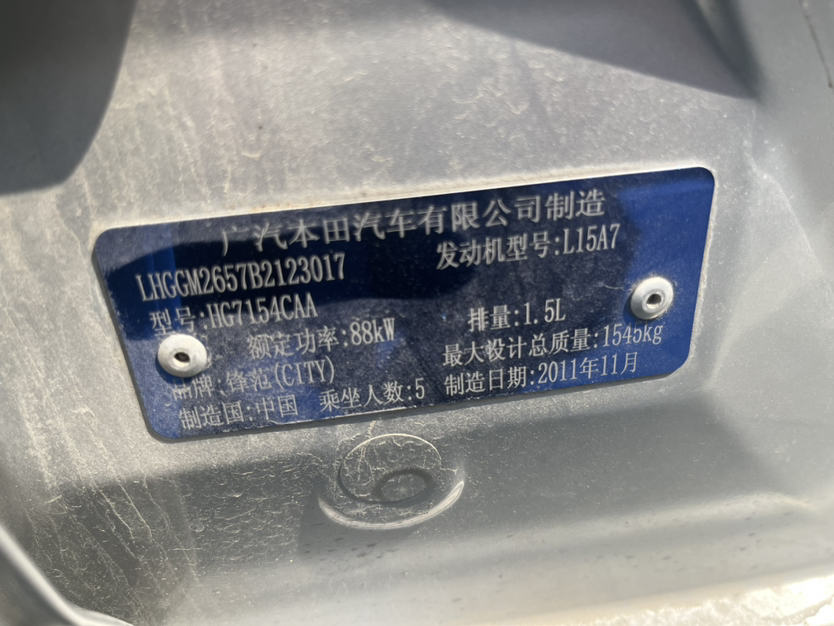 广汽本田汽车有限公司制造
LHGGM2657B2123017 发动机型号:L15A7
型号:HG7154CAA 排量:1.5L
额定功率:88kW 最大设计总质量:1545kg
品牌:锋范(CITY)
制造国:中国 乘坐人数:5 制造日期:2011年11月